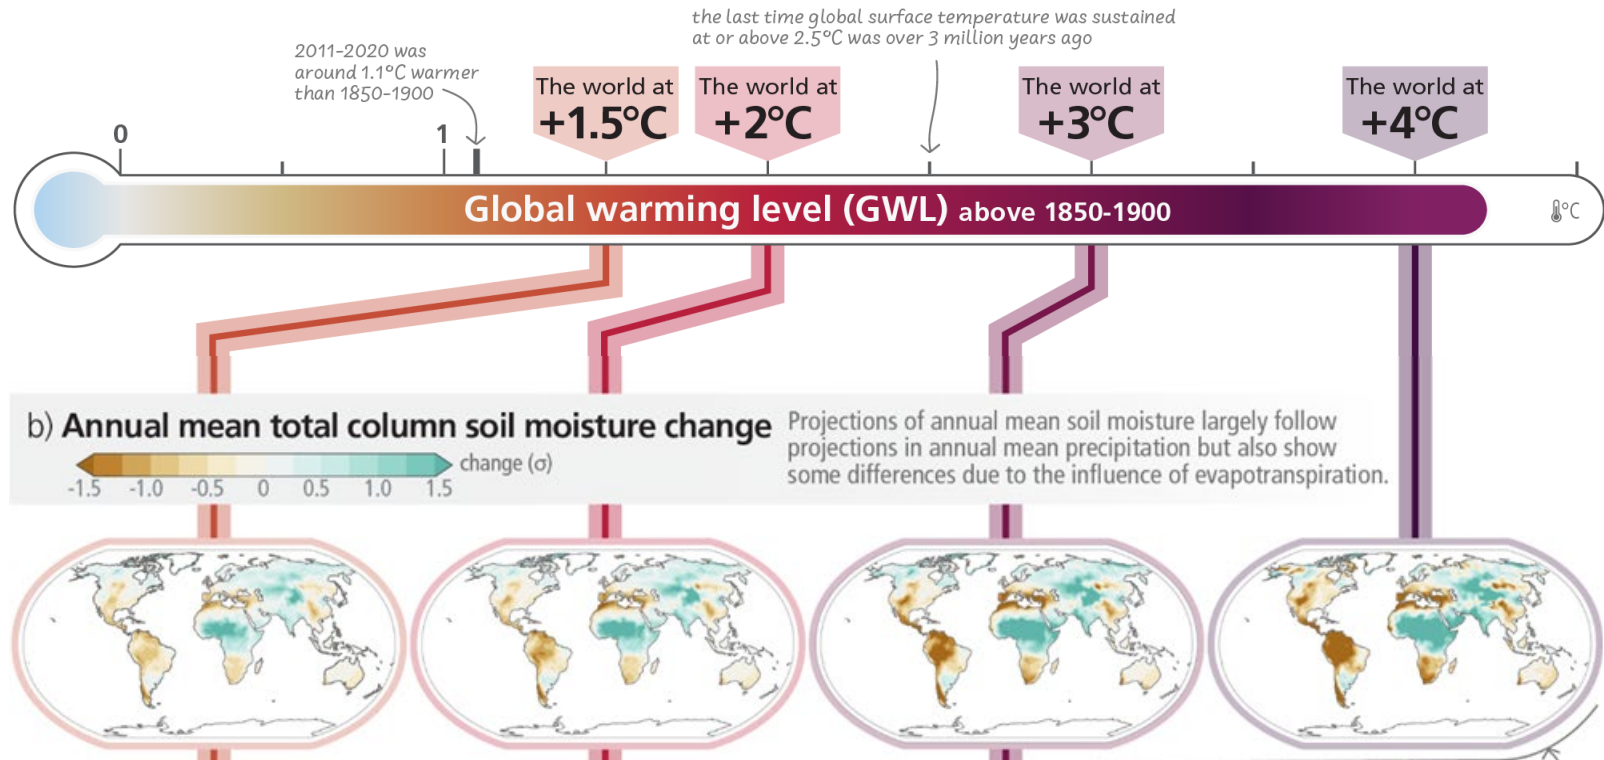 the last time global surface temperature was sustained
at or above 2.5°C was over 3 million years ago
2011-2020 was
around 1.1°C warmer
than 1850-1900
The world at
+1.5°C
The world at
+2°C
The world at
+3°C
The world at
+4°C
0
1
Global warming level (GWL) above 1850-1900
°C
b) Annual mean total column soil moisture change
change (σ)
-1.5 -1.0 -0.5 0 0.5 1.0 1.5
Projections of annual mean soil moisture largely follow
projections in annual mean precipitation but also show
some differences due to the influence of evapotranspiration.